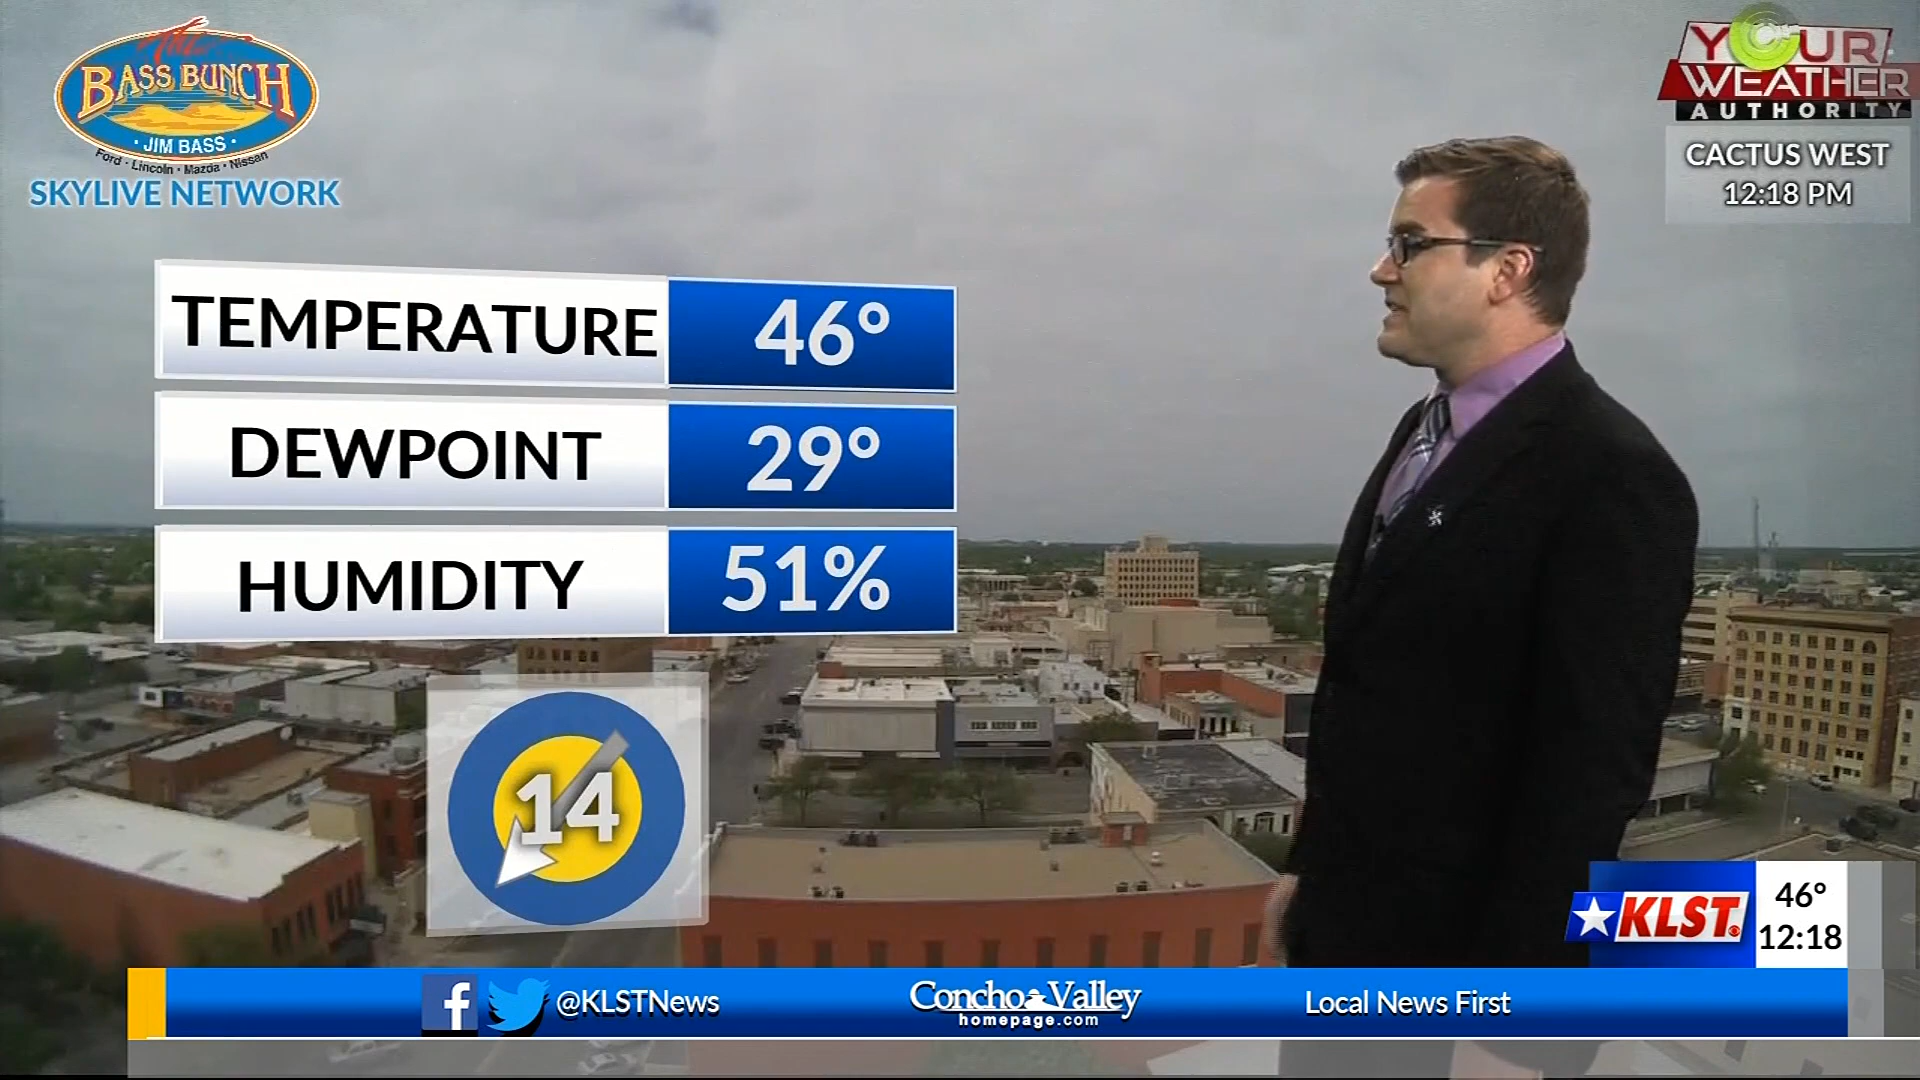 The
BASS BUNCH
· JIM BASS ·
Ford · Lincoln · Mazda · Nissan
SKYLIVE NETWORK
YOUR
WEATHER
AUTHORITY
CACTUS WEST
12:18 PM
TEMPERATURE 46°
DEWPOINT 29°
HUMIDITY 51%
14
KLST
46°
12:18
@KLSTNews
Concho Valley
homepage.com
Local News First